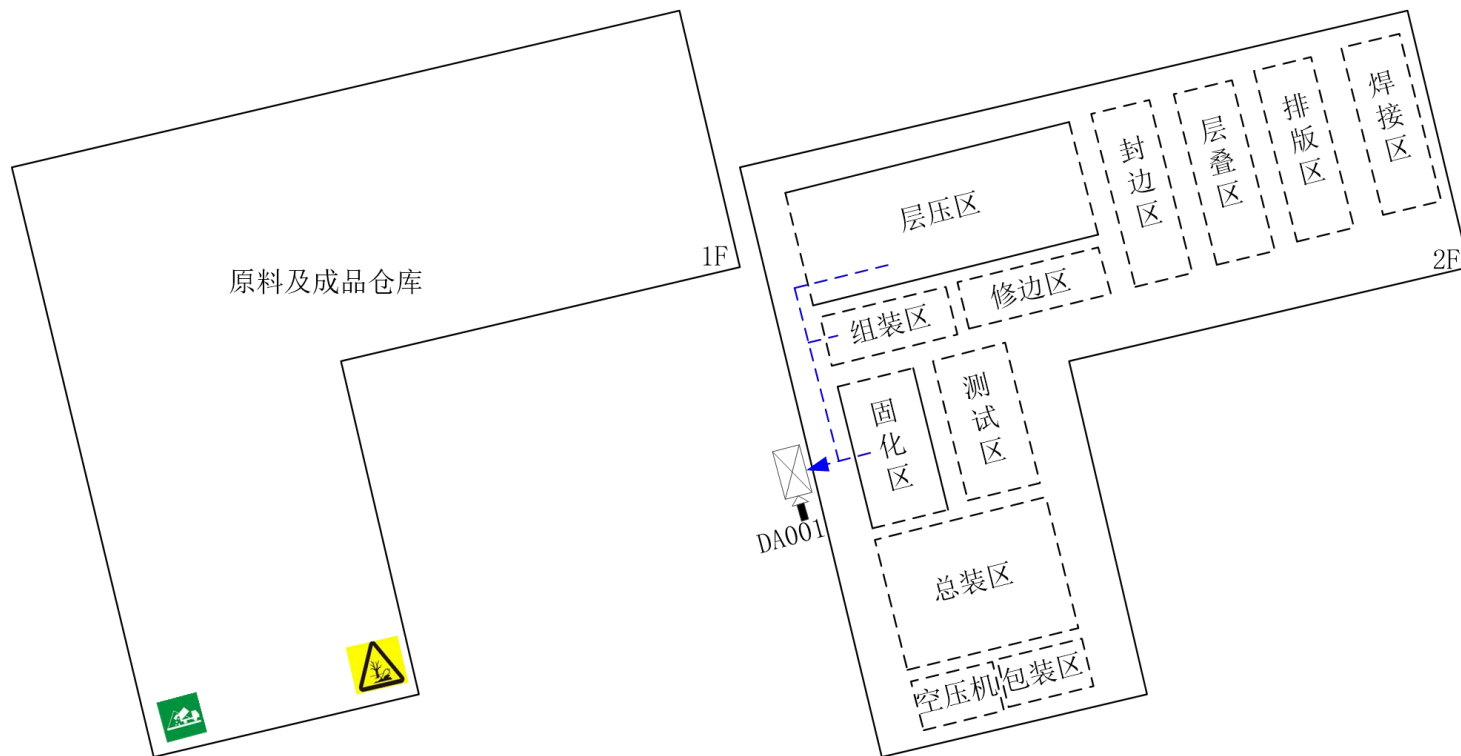 原料及成品仓库
1F
焊接区
排版区
层叠区
封边区
层压区
修边区
组装区
2F
测试区
固化区
DA001
总装区
空压机
包装区